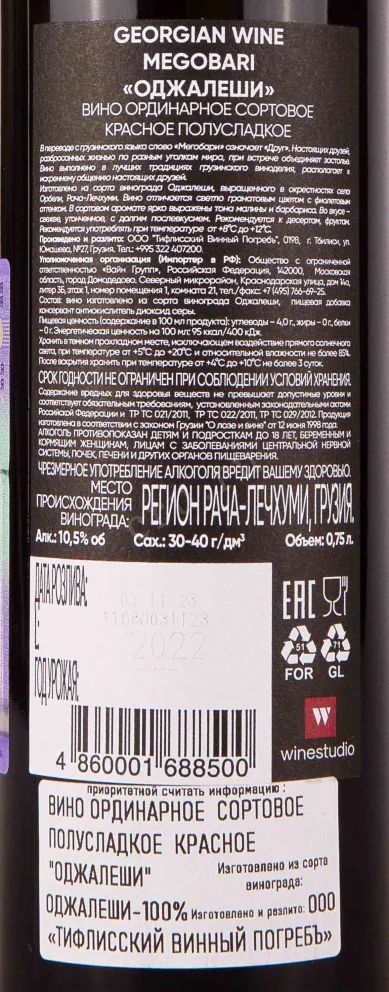 GEORGIAN WINE
MEGOBARI
«ОДЖАЛЕШИ»
ВИНО ОРДИНАРНОЕ СОРТОВОЕ
КРАСНОЕ ПОЛУСЛАДКОЕ
В переводе с грузинского языка слово «Мегобари» означает «Друг». Настоящих друзей,
разбросанных жизнью по разным уголкам мира, при встрече объединяет застолье.
Вино выполнено в лучших традициях грузинского виноделия, располагает к
искреннему общению настоящих друзей.
Изготовлено из сорта винограда Оджалеши, выращенного в окрестностях села
Орбели, Рача-Лечхуми. Вино отличается светло гранатовым цветом с фиолетовым
оттенком. В сортовом аромате ярко выражены тона малины и барбариса. Во вкусе -
свежее, утонченное, с долгим послевкусием. Рекомендуется к десертам, фруктам.
Рекомендуется употреблять при температуре от +8°C до +12°C.
Произведено и разлито: ООО "Тифлисский Винный Погребъ", 0198, г. Тбилиси, ул.
Юмашева, №27, Грузия. Тел.: +995 322 407200.
Уполномоченная организация (Импортер в РФ): Общество с ограниченной
ответственностью «Вайн Групп», Российская Федерация, 142000, Московская
область, город Домодедово, Северный микрорайон, Краснодарская улица, дом 14а,
литер 3Б, этаж 1, номер помещения 1, комната 21, тел./факс: +7 (495) 766-69-25.
Состав: вино изготовлено из сорта винограда Оджалеши, пищевая добавка
консервант антиокислитель диоксид серы.
Пищевая ценность (содержание в 100 мл продукта): углеводы – 4,0 г., жиры – 0 г., белки
– 0 г. Энергетическая ценность на 100 мл: 95 ккал/400 кДж.
Хранить в темном прохладном месте, исключающем воздействие прямого солнечного
света, при температуре от +5°C до +20°C и относительной влажности не более 85%.
После вскрытия хранить при температуре от +4°C до +10°C не более 3 суток.
СРОК ГОДНОСТИ НЕ ОГРАНИЧЕН ПРИ СОБЛЮДЕНИИ УСЛОВИЙ ХРАНЕНИЯ.
Содержание вредных для здоровья веществ не превышает допустимые уровни и
соответствует обязательным требованиям, установленным законодательными актами
Российской Федерации и ТР ТС 021/2011, ТР ТС 022/2011, ТР ТС 029/2012. Продукция
изготовлена в соответствии с законом Грузии "О лозе и вине" от 12 июня 1998 года.
АЛКОГОЛЬ ПРОТИВОПОКАЗАН ДЕТЯМ И ПОДРОСТКАМ ДО 18 ЛЕТ, БЕРЕМЕННЫМ И
КОРМЯЩИМ ЖЕНЩИНАМ, ЛИЦАМ С ЗАБОЛЕВАНИЯМИ ЦЕНТРАЛЬНОЙ НЕРВНОЙ
СИСТЕМЫ, ПОЧЕК, ПЕЧЕНИ И ДРУГИХ ОРГАНОВ ПИЩЕВАРЕНИЯ.
ЧРЕЗМЕРНОЕ УПОТРЕБЛЕНИЕ АЛКОГОЛЯ ВРЕДИТ ВАШЕМУ ЗДОРОВЬЮ.
МЕСТО
ПРОИСХОЖДЕНИЯ
ВИНОГРАДА: РЕГИОН РАЧА-ЛЕЧХУМИ, ГРУЗИЯ.
Алк.: 10,5% об Сах.: 30-40 г/дм³ Объем: 0,75 л.
ДАТА РОЗЛИВА: 03 11 23
L: 11080031123
ГОД УРОЖАЯ: 2022
EAC
51
FOR
71
GL
W
winestudio
4 860001 688500
приоритетной считать информацию :
ВИНО ОРДИНАРНОЕ СОРТОВОЕ
ПОЛУСЛАДКОЕ КРАСНОЕ
"ОДЖАЛЕШИ" Изготовлено из сорта
винограда:
ОДЖАЛЕШИ-100% Изготовлено и розлито: ООО
«ТИФЛИССКИЙ ВИННЫЙ ПОГРЕБЪ»